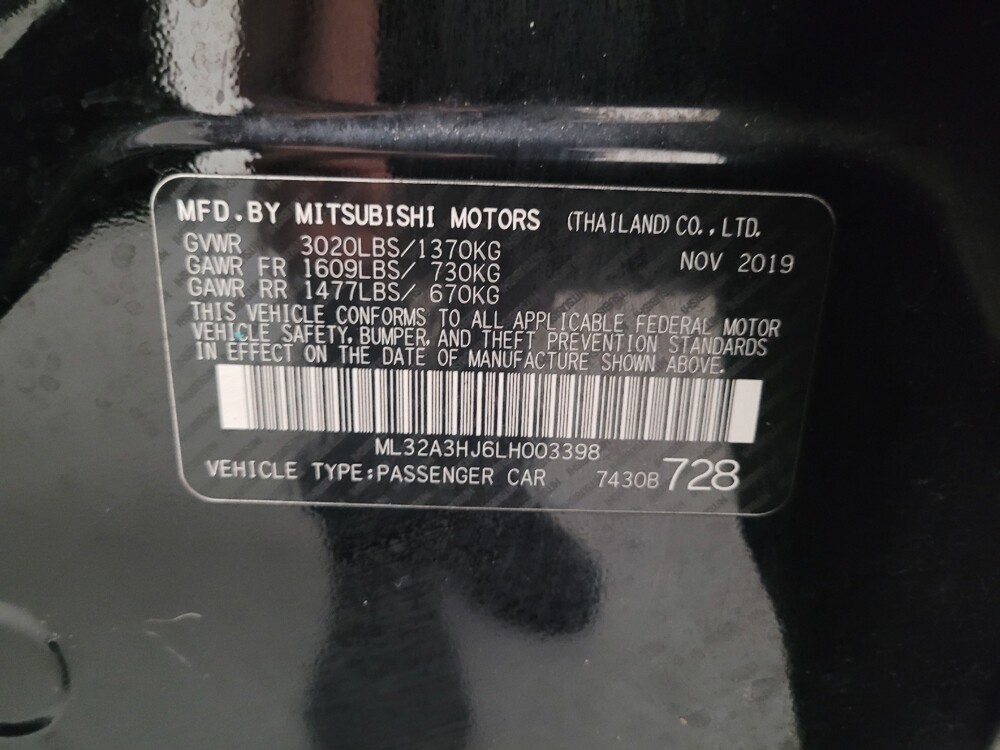 MFD.BY MITSUBISHI MOTORS (THAILAND) CO.,LTD.
GVWR 3020LBS/1370KG NOV 2019
GAWR FR 1609LBS/ 730KG
GAWR RR 1477LBS/ 670KG
THIS VEHICLE CONFORMS TO ALL APPLICABLE FEDERAL MOTOR
VEHICLE SAFETY, BUMPER, AND THEFT PREVENTION STANDARDS
IN EFFECT ON THE DATE OF MANUFACTURE SHOWN ABOVE.
ML32A3HJ6LH003398
VEHICLE TYPE:PASSENGER CAR 7430B 728